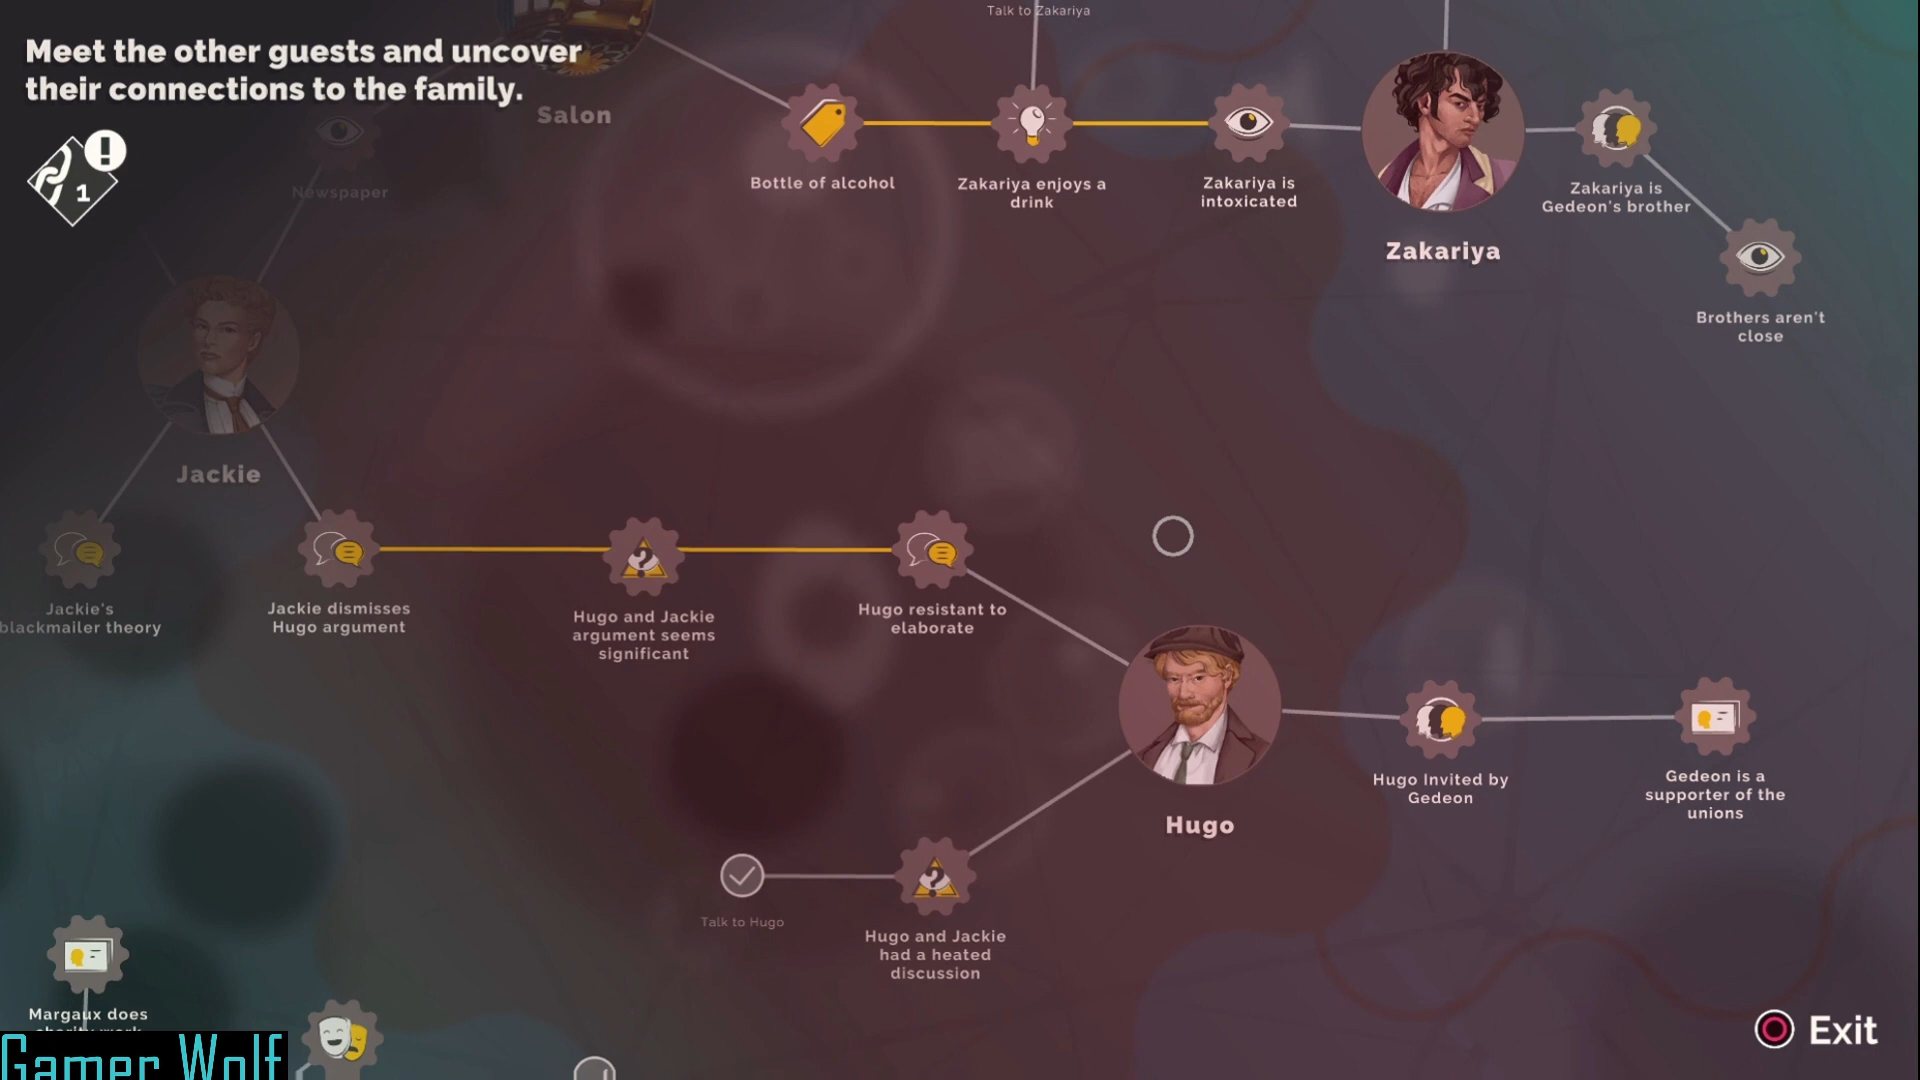 Talk to Zakariya
Meet the other guests and uncover
their connections to the family.
1
Salon
Newspaper
Bottle of alcohol
Zakariya enjoys a
drink
Zakariya is
intoxicated
Zakariya
Zakariya is
Gedeon's brother
Brothers aren't
close
Jackie
Jackie's
blackmailer theory
Jackie dismisses
Hugo argument
Hugo and Jackie
argument seems
significant
Hugo resistant to
elaborate
Hugo
Hugo Invited by
Gedeon
Gedeon is a
supporter of the
unions
Talk to Hugo
Hugo and Jackie
had a heated
discussion
Margaux does
charity work
Gamer Wolf
Exit